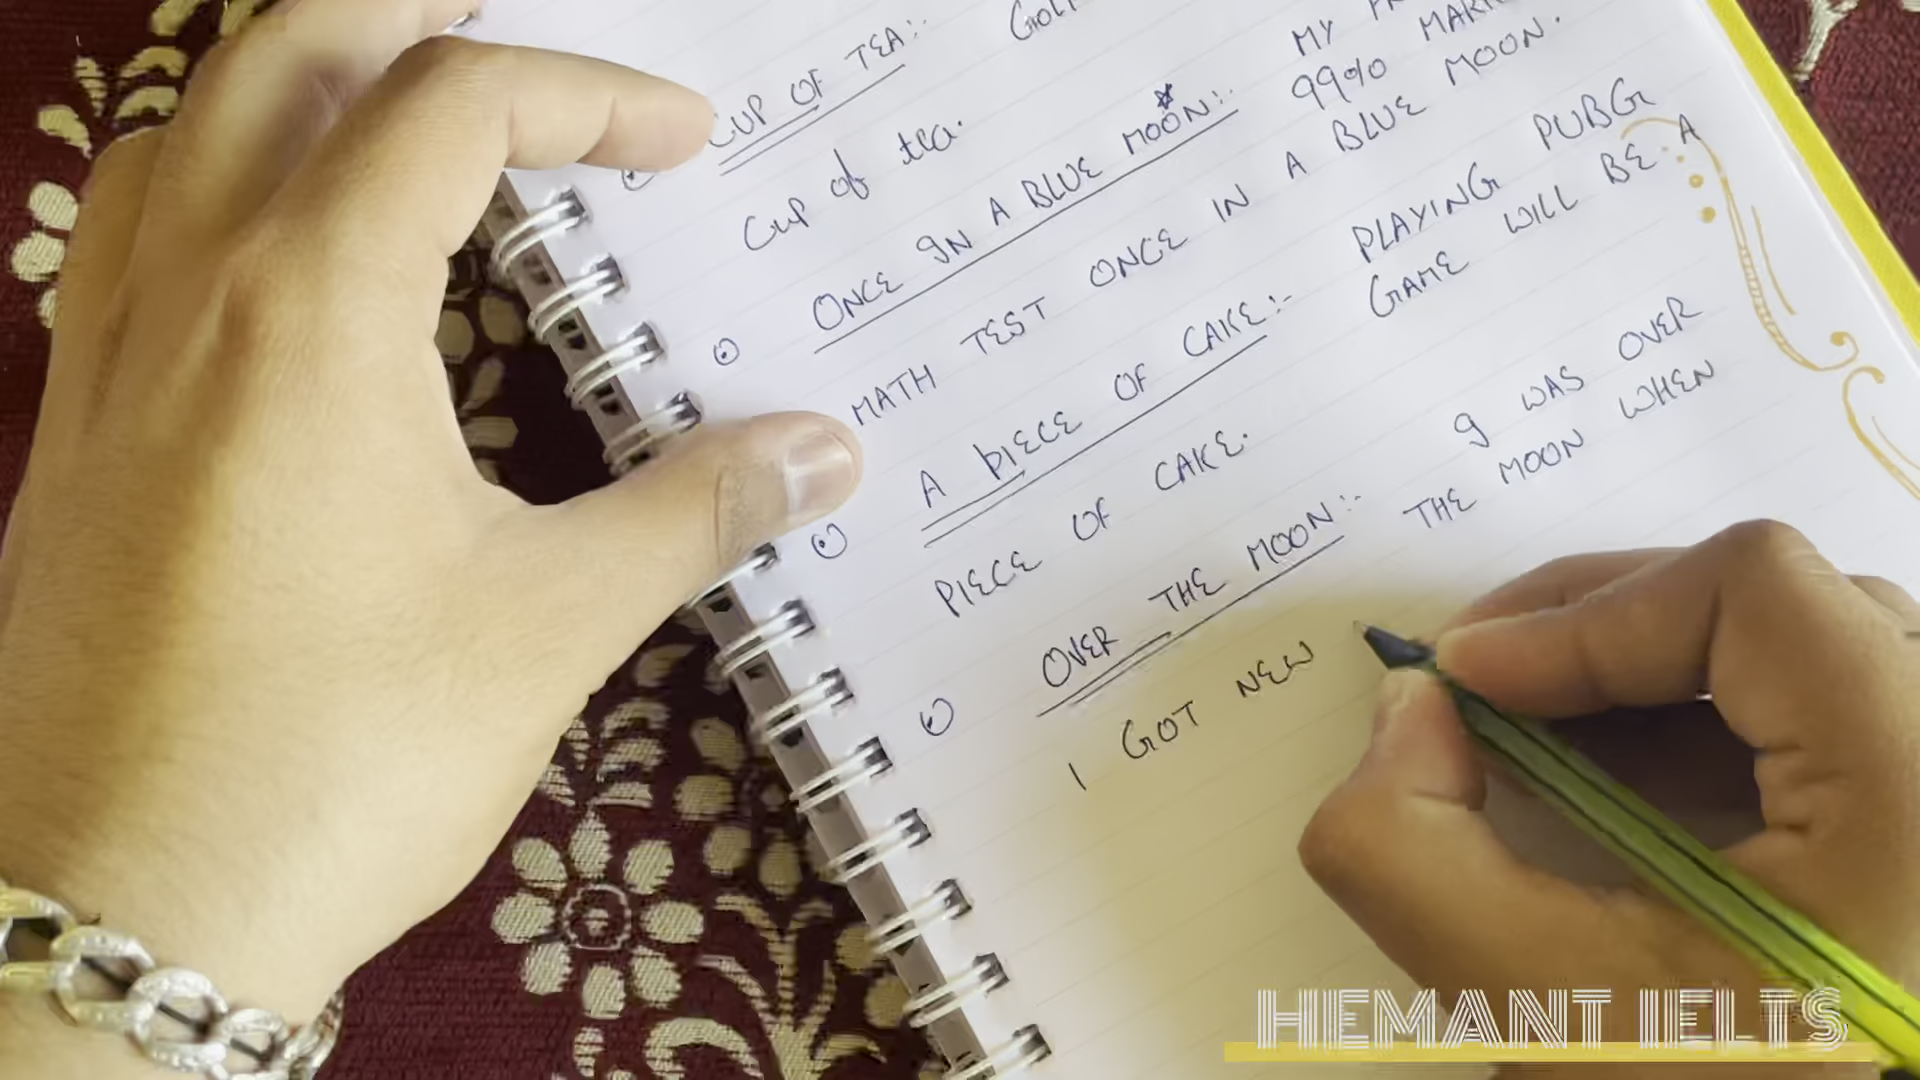 CUP OF TEA:-
Cup of tea.
MY
ONCE IN A BLUE MOON:- 99%
MATH TEST ONCE IN A BLUE MOON.
A PIECE OF CAKE:- PLAYING PUBG
GAME WILL BE A
PIECE OF CAKE.
OVER THE MOON:- I WAS OVER
THE MOON WHEN
I GOT NEW
HEMANT IELTS